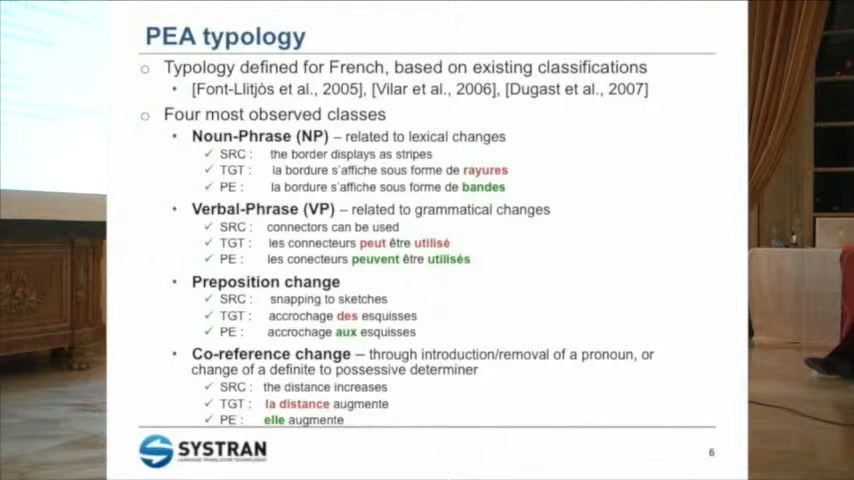 PEA typology
Typology defined for French, based on existing classifications
[Font-Llitjòs et al., 2005], [Vilar et al., 2006], [Dugast et al., 2007]
Four most observed classes
Noun-Phrase (NP) – related to lexical changes
SRC : the border displays as stripes
TGT : la bordure s'affiche sous forme de rayures
PE : la bordure s'affiche sous forme de bandes
Verbal-Phrase (VP) – related to grammatical changes
SRC : connectors can be used
TGT : les connecteurs peut être utilisé
PE : les conecteurs peuvent être utilisés
Preposition change
SRC : snapping to sketches
TGT : accrochage des esquisses
PE : accrochage aux esquisses
Co-reference change – through introduction/removal of a pronoun, or
change of a definite to possessive determiner
SRC : the distance increases
TGT : la distance augmente
PE : elle augmente
SYSTRAN
LANGUAGE TRANSLATION TECHNOLOGIES
6